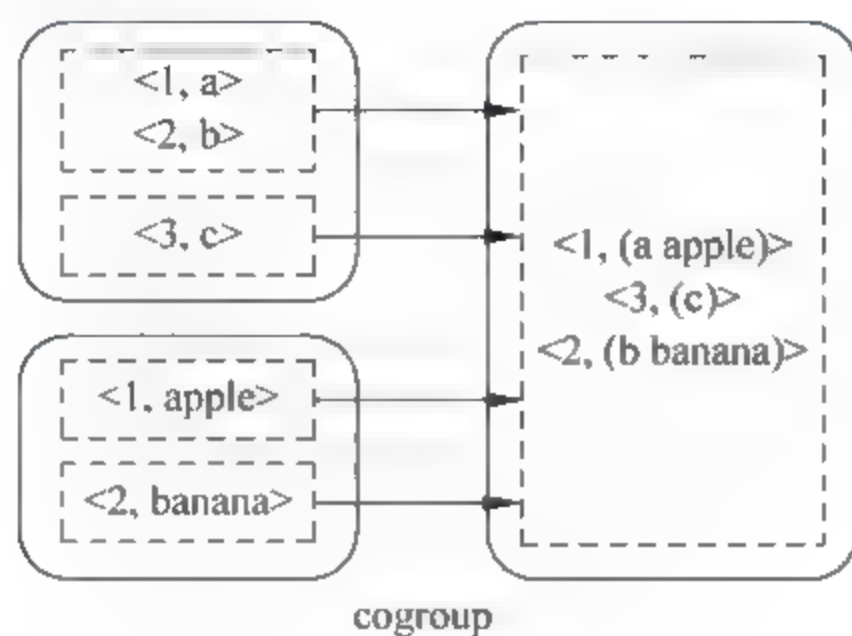 <1, a>
<2, b>
<3, c>
<1, apple>
<2, banana>
<1, (a apple)>
<3, (c)>
<2, (b banana)>
cogroup